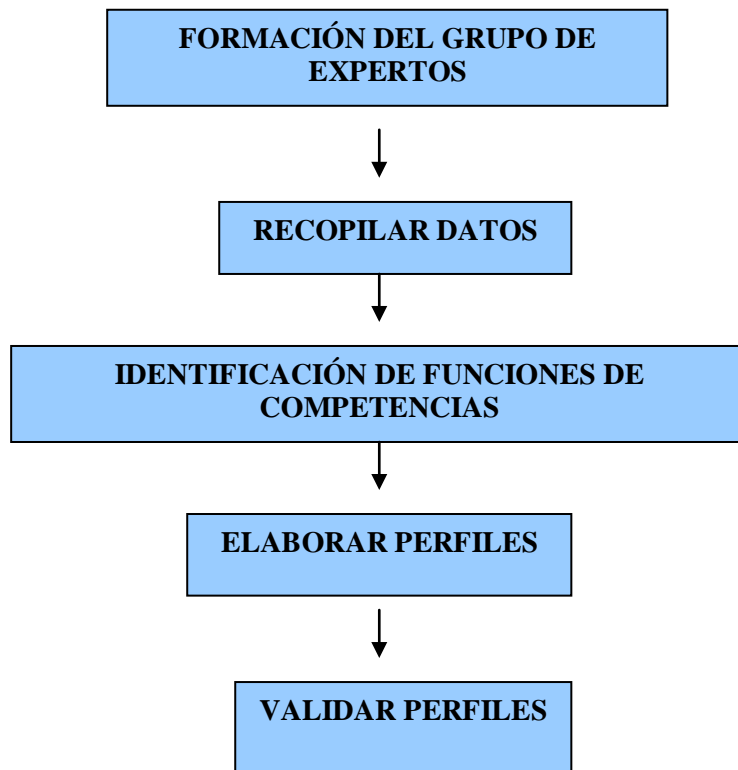 FORMACIÓN DEL GRUPO DE
EXPERTOS
RECOPILAR DATOS
IDENTIFICACIÓN DE FUNCIONES DE
COMPETENCIAS
ELABORAR PERFILES
VALIDAR PERFILES